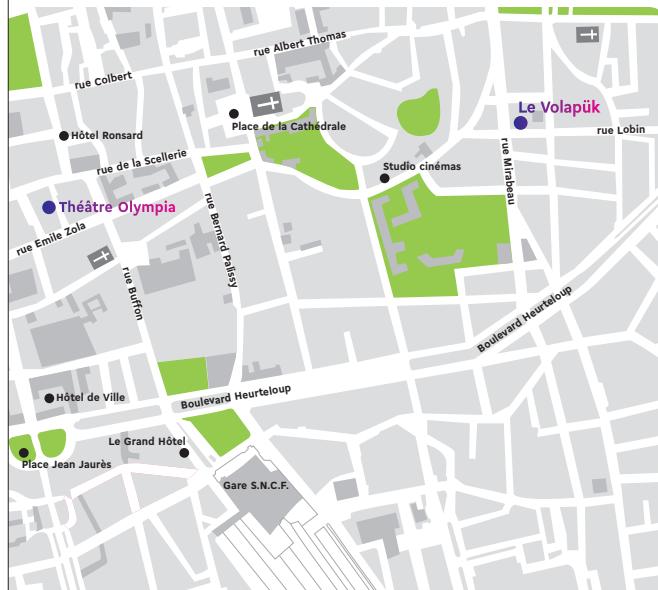 rue Albert Thomas
rue Colbert
Le Volapük
Place de la Cathédrale
rue Lobin
Hôtel Ronsard
rue Mirabeau
rue de la Scellerie
Studio cinémas
Théâtre Olympia
rue Bernard Palissy
rue Emile Zola
rue Buffon
Boulevard Heurteloup
Boulevard Heurteloup
Hôtel de Ville
Le Grand Hôtel
Place Jean Jaurès
Gare S.N.C.F.